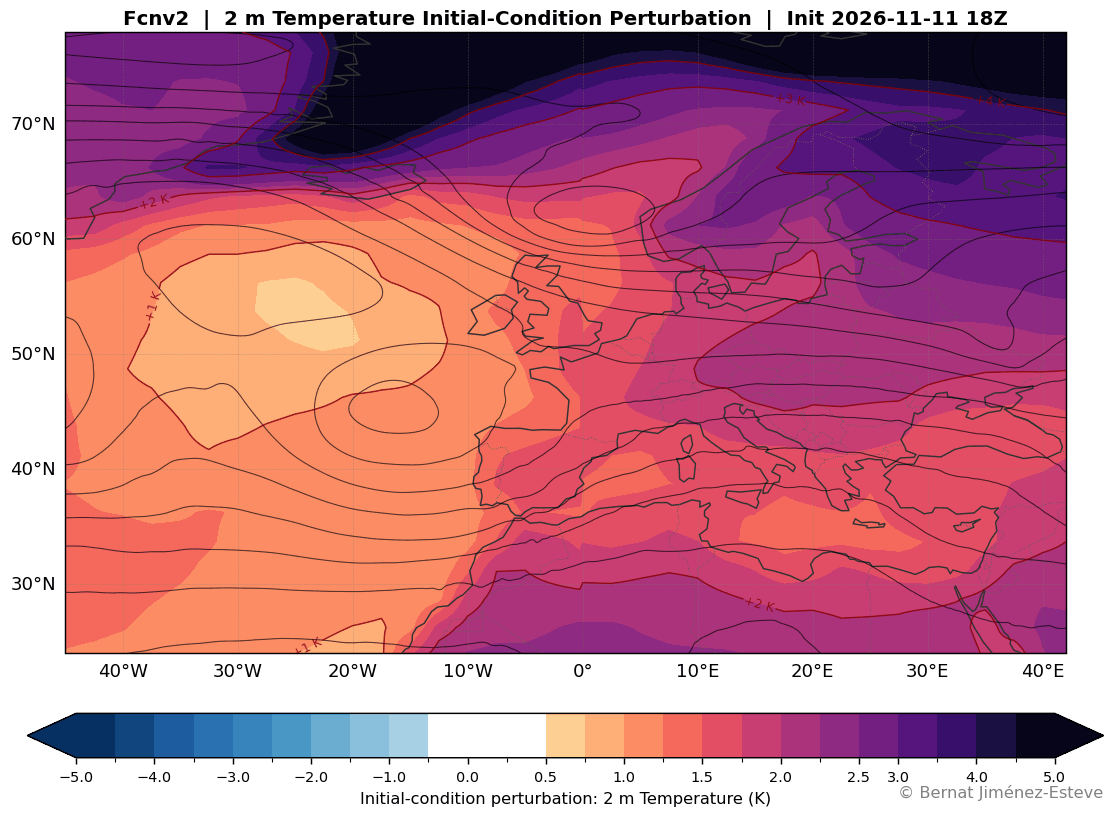 Fcnv2 | 2 m Temperature Initial-Condition Perturbation | Init 2026-11-11 18Z
70°N
60°N
50°N
40°N
30°N
+3 K
+4 K
+2 K
+1 K
+2 K
+1 K
40°W 30°W 20°W 10°W 0° 10°E 20°E 30°E 40°E
−5.0 −4.0 −3.0 −2.0 −1.0 0.0 0.5 1.0 1.5 2.0 2.5 3.0 4.0 5.0
Initial-condition perturbation: 2 m Temperature (K)
© Bernat Jiménez-Esteve